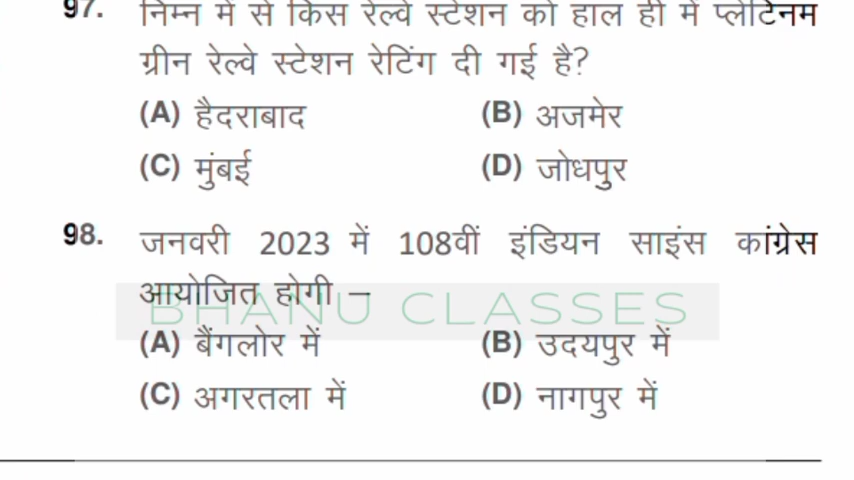 97. निम्न में से किस रेल्वे स्टेशन को हाल ही में प्लेटिनम
ग्रीन रेल्वे स्टेशन रेटिंग दी गई है?
(A) हैदराबाद (B) अजमेर
(C) मुंबई (D) जोधपुर
98. जनवरी 2023 में 108वीं इंडियन साइंस कांग्रेस
आयोजित होगी –
BHANU CLASSES
(A) बैंगलोर में (B) उदयपुर में
(C) अगरतला में (D) नागपुर में